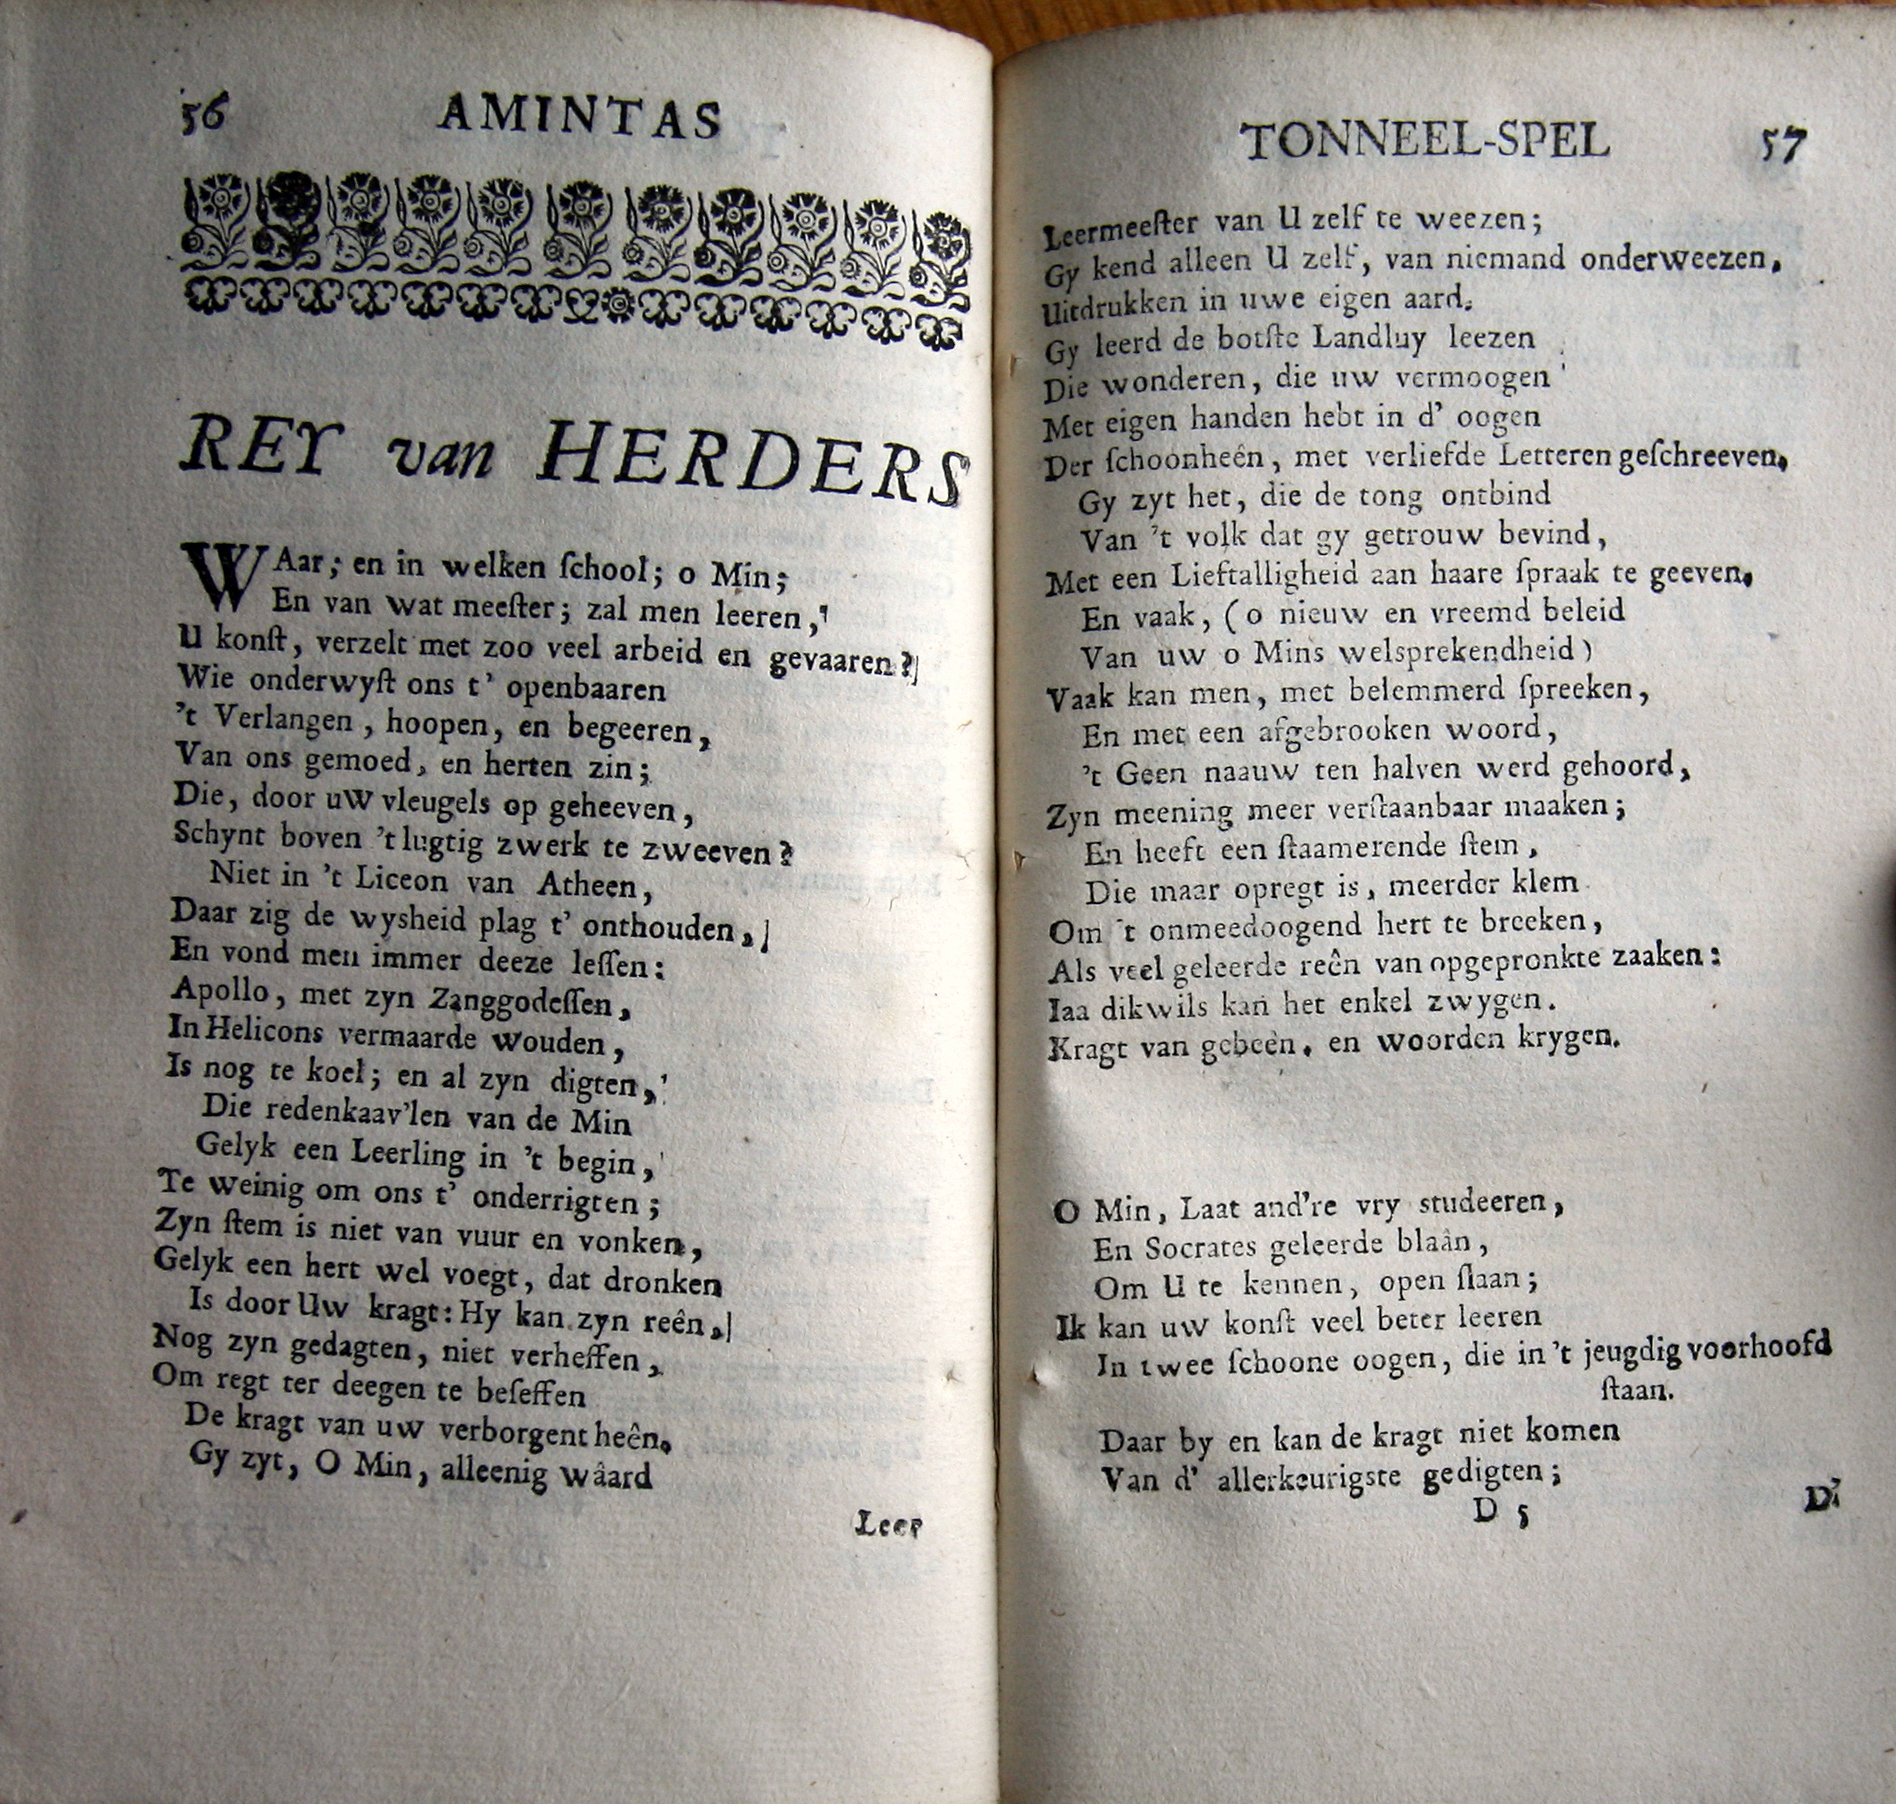 56 AMINTAS
REY van HERDERS
WAar; en in welken ſchool; o Min;
En van wat meeſter; zal men leeren,
U konſt, verzelt met zoo veel arbeid en gevaaren?
Wie onderwyſt ons t' openbaaren
't Verlangen, hoopen, en begeeren,
Van ons gemoed, en herten zin;
Die, door uw vleugels op geheeven,
Schynt boven 't lugtig zwerk te zweeven?
Niet in 't Liceon van Atheen,
Daar zig de wysheid plag t' onthouden,
En vond men immer deeze leſſen:
Apollo, met zyn Zanggodeſſen,
In Helicons vermaarde wouden,
Is nog te koel; en al zyn digten,
Die redenkaav'len van de Min
Gelyk een Leerling in 't begin,
Te weinig om ons t' onderrigten;
Zyn ſtem is niet van vuur en vonken,
Gelyk een hert wel voegt, dat dronken
Is door Uw kragt: Hy kan zyn reên,
Nog zyn gedagten, niet verheffen,
Om regt ter deegen te beſeffen
De kragt van uw verborgentheên.
Gy zyt, O Min, alleenig wâard
Leer
TONNEEL-SPEL 57
Leermeeſter van U zelf te weezen;
Gy kend alleen U zelf, van niemand onderweezen,
Uitdrukken in uwe eigen aard.
Gy leerd de botſte Landluy leezen
Die wonderen, die uw vermoogen
Met eigen handen hebt in d' oogen
Der ſchoonheên, met verliefde Letteren geſchreeven.
Gy zyt het, die de tong ontbind
Van 't volk dat gy getrouw bevind,
Met een Lieftalligheid aan haare ſpraak te geeven.
En vaak, (o nieuw en vreemd beleid
Van uw o Mins welsprekendheid)
Vaak kan men, met belemmerd ſpreeken,
En met een afgebrooken woord,
't Geen naauw ten halven werd gehoord,
Zyn meening meer verſtaanbaar maaken;
En heeft een ſtaamerende ſtem,
Die maar opregt is, meerder klem
Om 't onmeedoogend hert te breeken,
Als veel geleerde reên van opgepronkte zaaken:
Iaa dikwils kan het enkel zwygen.
Kragt van gebeên. en woorden krygen.
O Min, Laat and're vry studeeren,
En Socrates geleerde blaân,
Om U te kennen, open ſlaan;
Ik kan uw konſt veel beter leeren
In twee ſchoone oogen, die in 't jeugdig voorhoofd
ſtaan.
Daar by en kan de kragt niet komen
Van d' allerkeurigste gedigten;
D 5 D'